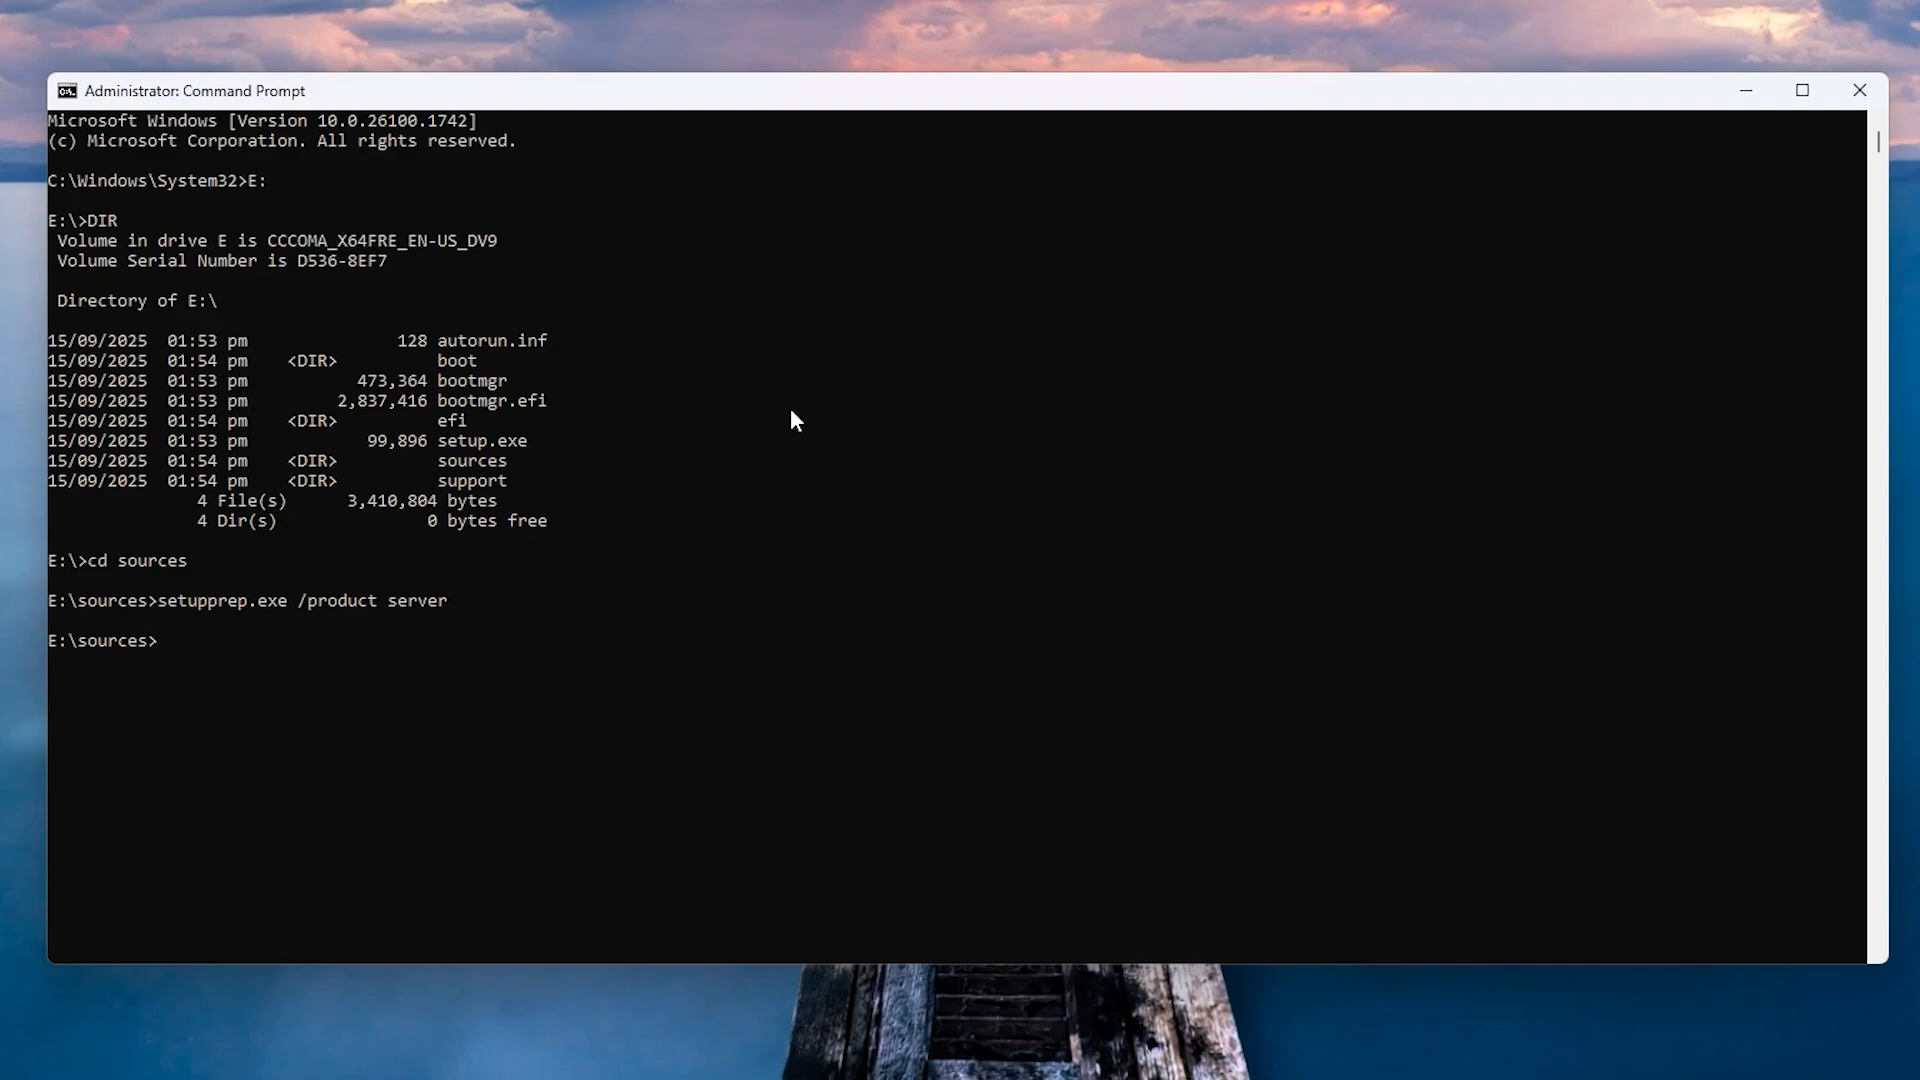 Administrator: Command Prompt
Microsoft Windows [Version 10.0.26100.1742]
(c) Microsoft Corporation. All rights reserved.
C:\Windows\System32>E:
E:\>DIR
Volume in drive E is CCCOMA_X64FRE_EN-US_DV9
Volume Serial Number is D536-8EF7
Directory of E:\
15/09/2025  01:53 pm               128 autorun.inf
15/09/2025  01:54 pm    <DIR>          boot
15/09/2025  01:53 pm           473,364 bootmgr
15/09/2025  01:53 pm         2,837,416 bootmgr.efi
15/09/2025  01:54 pm    <DIR>          efi
15/09/2025  01:53 pm            99,896 setup.exe
15/09/2025  01:54 pm    <DIR>          sources
15/09/2025  01:54 pm    <DIR>          support
4 File(s)      3,410,804 bytes
4 Dir(s)               0 bytes free
E:\>cd sources
E:\sources>setupprep.exe /product server
E:\sources>